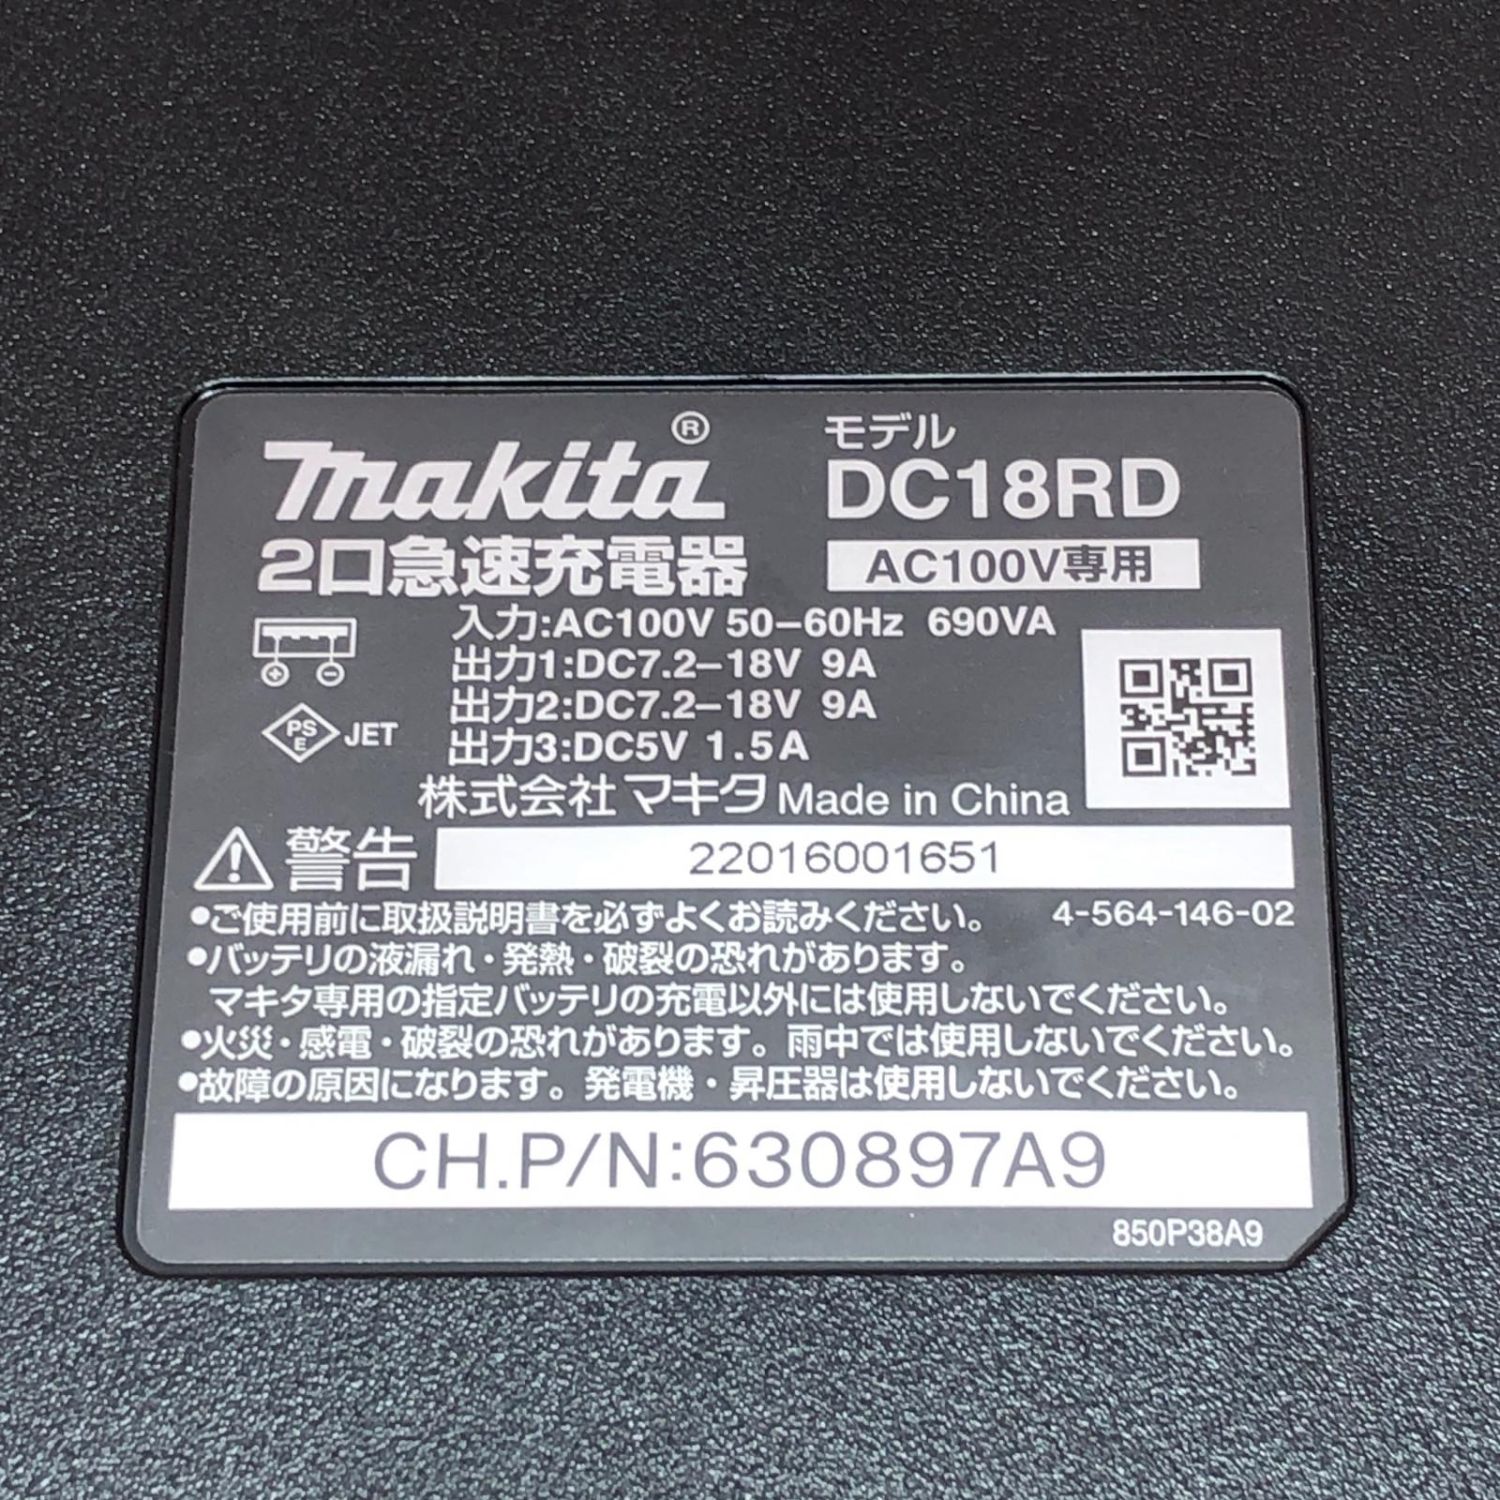 makita®
モデル
DC18RD
2口急速充電器
AC100V専用
入力:AC100V 50–60Hz 690VA
出力1:DC7.2–18V 9A
出力2:DC7.2–18V 9A
出力3:DC5V 1.5A
PS
E
JET
株式会社マキタ Made in China
警告
22016001651
●ご使用前に取扱説明書を必ずよくお読みください。 4-564-146-02
●バッテリの液漏れ・発熱・破裂の恐れがあります。
マキタ専用の指定バッテリの充電以外には使用しないでください。
●火災・感電・破裂の恐れがあります。雨中では使用しないでください。
●故障の原因になります。発電機・昇圧器は使用しないでください。
CH.P/N:630897A9
850P38A9